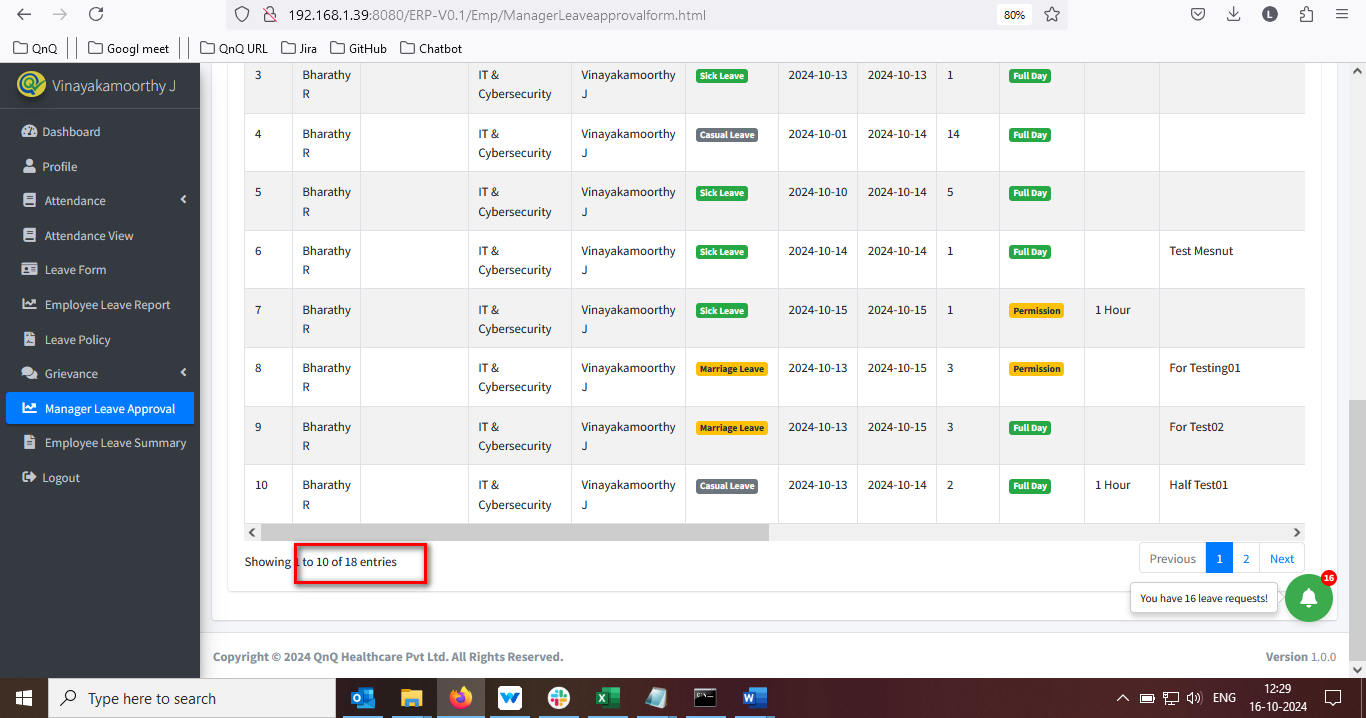 192.168.1.39:8080/ERP-V0.1/Emp/ManagerLeaveapprovalform.html
80%
L
QnQ
Googl meet
QnQ URL
Jira
GitHub
Chatbot
Vinayakamoorthy J
Dashboard
Profile
Attendance
Attendance View
Leave Form
Employee Leave Report
Leave Policy
Grievance
Manager Leave Approval
Employee Leave Summary
Logout
3 Bharathy IT & Vinayakamoorthy Sick Leave 2024-10-13 2024-10-13 1 Full Day
R Cybersecurity J
4 Bharathy IT & Vinayakamoorthy Casual Leave 2024-10-01 2024-10-14 14 Full Day
R Cybersecurity J
5 Bharathy IT & Vinayakamoorthy Sick Leave 2024-10-10 2024-10-14 5 Full Day
R Cybersecurity J
6 Bharathy IT & Vinayakamoorthy Sick Leave 2024-10-14 2024-10-14 1 Full Day Test Mesnut
R Cybersecurity J
7 Bharathy IT & Vinayakamoorthy Sick Leave 2024-10-15 2024-10-15 1 Permission 1 Hour
R Cybersecurity J
8 Bharathy IT & Vinayakamoorthy Marriage Leave 2024-10-13 2024-10-15 3 Permission For Testing01
R Cybersecurity J
9 Bharathy IT & Vinayakamoorthy Marriage Leave 2024-10-13 2024-10-15 3 Full Day For Test02
R Cybersecurity J
10 Bharathy IT & Vinayakamoorthy Casual Leave 2024-10-13 2024-10-14 2 Full Day 1 Hour Half Test01
R Cybersecurity J
Showing 1 to 10 of 18 entries
Previous 1 2 Next
16
You have 16 leave requests!
Copyright © 2024 QnQ Healthcare Pvt Ltd. All Rights Reserved.
Version 1.0.0
Type here to search
ENG
12:29
16-10-2024